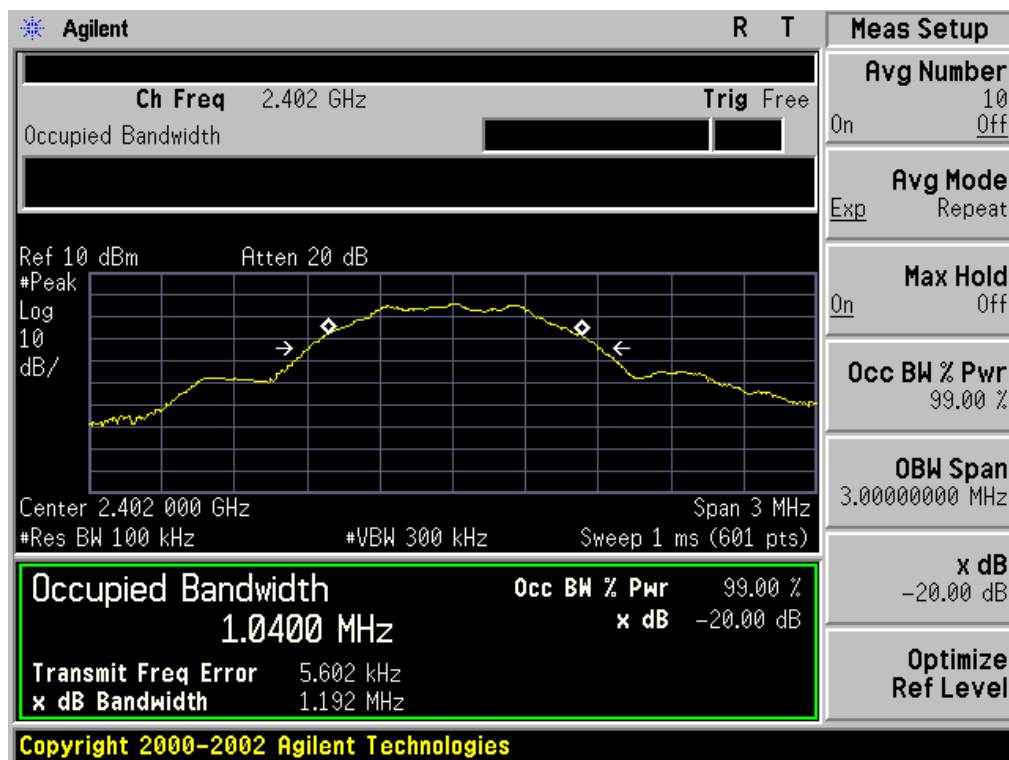 Agilent R T
Meas Setup
Ch Freq 2.402 GHz Trig Free
Occupied Bandwidth
Avg Number
10
On Off
Avg Mode
Exp Repeat
Max Hold
On Off
Occ BW % Pwr
99.00 %
OBW Span
3.00000000 MHz
x dB
-20.00 dB
Optimize
Ref Level
Ref 10 dBm Atten 20 dB
#Peak
Log
10
dB/
Center 2.402 000 GHz Span 3 MHz
#Res BW 100 kHz #VBW 300 kHz Sweep 1 ms (601 pts)
Occupied Bandwidth
1.0400 MHz
Occ BW % Pwr 99.00 %
x dB -20.00 dB
Transmit Freq Error 5.602 kHz
x dB Bandwidth 1.192 MHz
Copyright 2000-2002 Agilent Technologies